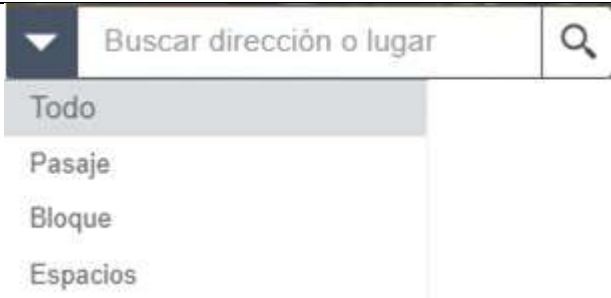 Buscar dirección o lugar
Todo
Pasaje
Bloque
Espacios